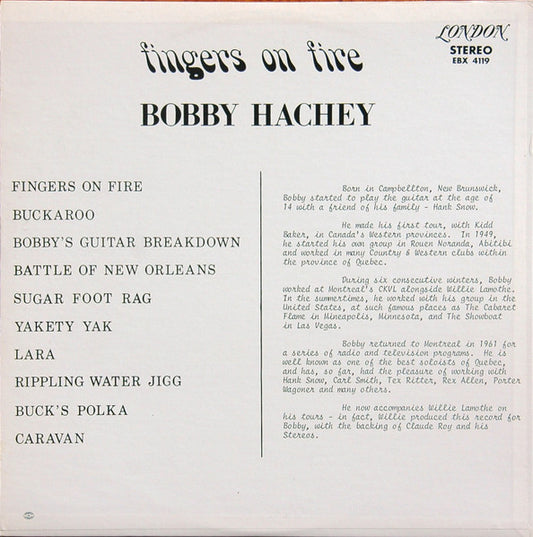 LONDON
STEREO
EBX 4119
fingers on fire
BOBBY HACHEY
FINGERS ON FIRE
BUCKAROO
BOBBY'S GUITAR BREAKDOWN
BATTLE OF NEW ORLEANS
SUGAR FOOT RAG
YAKETY YAK
LARA
RIPPLING WATER JIGG
BUCK'S POLKA
CARAVAN
Born in Campbellton, New Brunswick,
Bobby started to play the guitar at the age of
14 with a friend of his family - Hank Snow.
He made his first tour, with Kidd
Baker, in Canada's Western provinces. In 1949,
he started his own group in Rouen Noranda, Abitibi
and worked in many Country & Western clubs within
the province of Quebec.
During six consecutive winters, Bobby
worked at Montreal's CKVL alongside Willie Lamothe.
In the summertimes, he worked with his group in the
United States, at such famous places as The Cabaret
Flame in Mineapolis, Minnesota, and The Showboat
in Las Vegas.
Bobby returned to Montreal in 1961 for
a series of radio and television programs. He is
well known as one of the best soloists of Quebec,
and has, so far, had the pleasure of working with
Hank Snow, Carl Smith, Tex Ritter, Rex Allen, Porter
Wagoner and many others.
He now accompanies Willie Lamothe on
his tours - in fact, Willie produced this record for
Bobby, with the backing of Claude Roy and his
Stereos.